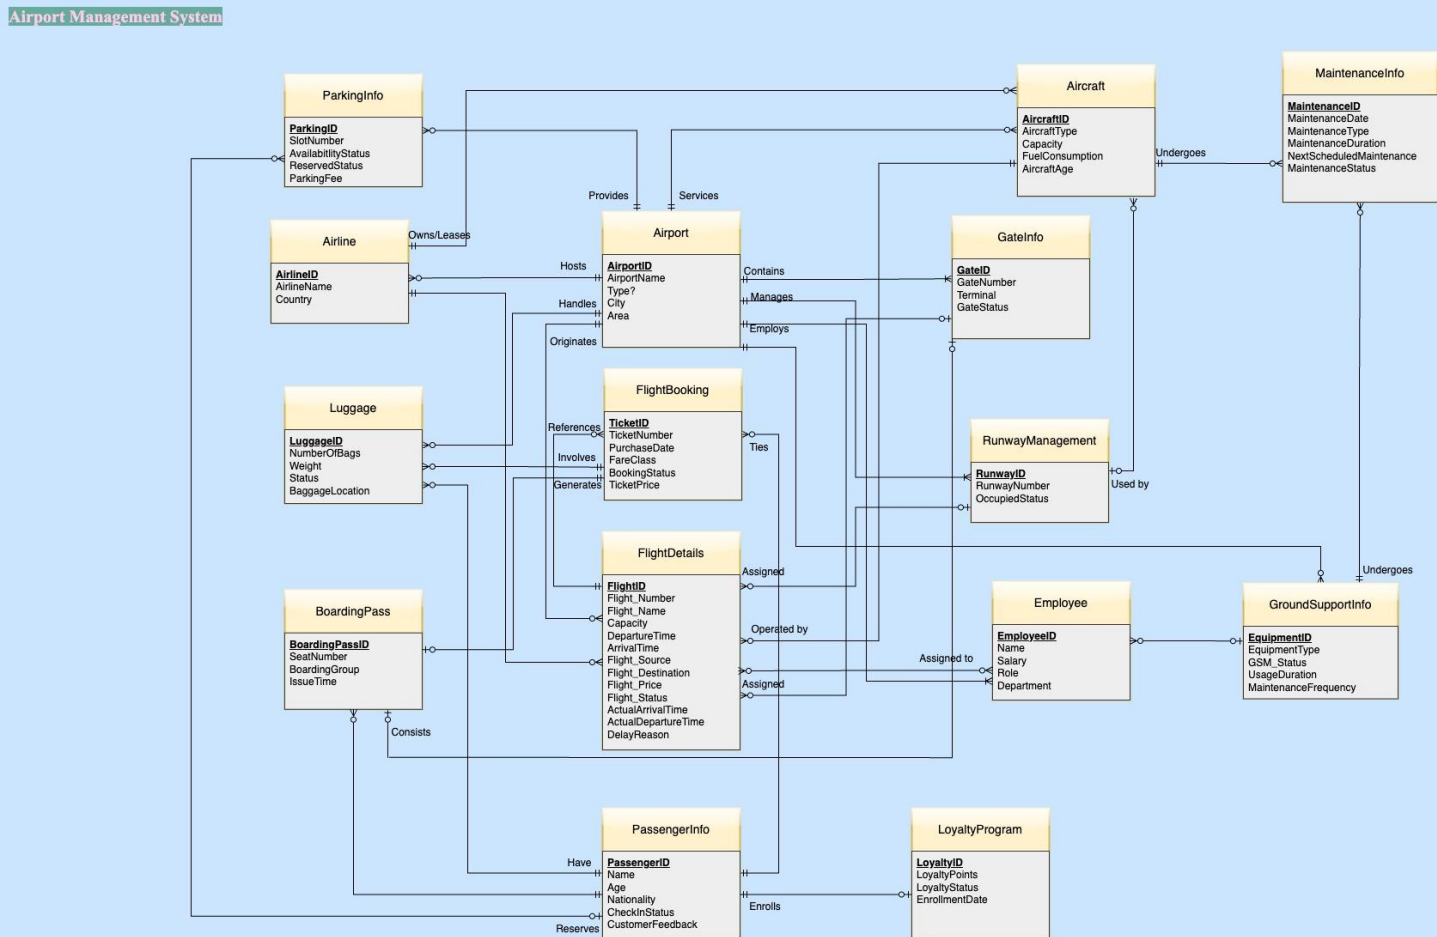 Airport Management System
ParkingInfo
ParkingID
SlotNumber
AvailabitlityStatus
ReservedStatus
ParkingFee
Aircraft
AircraftID
AircraftType
Capacity
FuelConsumption
AircraftAge
MaintenanceInfo
MaintenanceID
MaintenanceDate
MaintenanceType
MaintenanceDuration
NextScheduledMaintenance
MaintenanceStatus
Undergoes
Provides
Services
Airline
AirlineID
AirlineName
Country
Owns/Leases
Airport
AirportID
AirportName
Type?
City
Area
Hosts
Handles
Originates
Contains
Manages
Employs
GateInfo
GateID
GateNumber
Terminal
GateStatus
Luggage
LuggageID
NumberOfBags
Weight
Status
BaggageLocation
FlightBooking
TicketID
TicketNumber
PurchaseDate
FareClass
BookingStatus
TicketPrice
References
Involves
Generates
Ties
RunwayManagement
RunwayID
RunwayNumber
OccupiedStatus
Used by
FlightDetails
FlightID
Flight_Number
Flight_Name
Capacity
DepartureTime
ArrivalTime
Flight_Source
Flight_Destination
Flight_Price
Flight_Status
ActualArrivalTime
ActualDepartureTime
DelayReason
Assigned
Operated by
Assigned to
Assigned
BoardingPass
BoardingPassID
SeatNumber
BoardingGroup
IssueTime
Consists
Employee
EmployeeID
Name
Salary
Role
Department
Undergoes
GroundSupportInfo
EquipmentID
EquipmentType
GSM_Status
UsageDuration
MaintenanceFrequency
PassengerInfo
PassengerID
Name
Age
Nationality
CheckInStatus
CustomerFeedback
Have
Reserves
Enrolls
LoyaltyProgram
LoyaltyID
LoyaltyPoints
LoyaltyStatus
EnrollmentDate